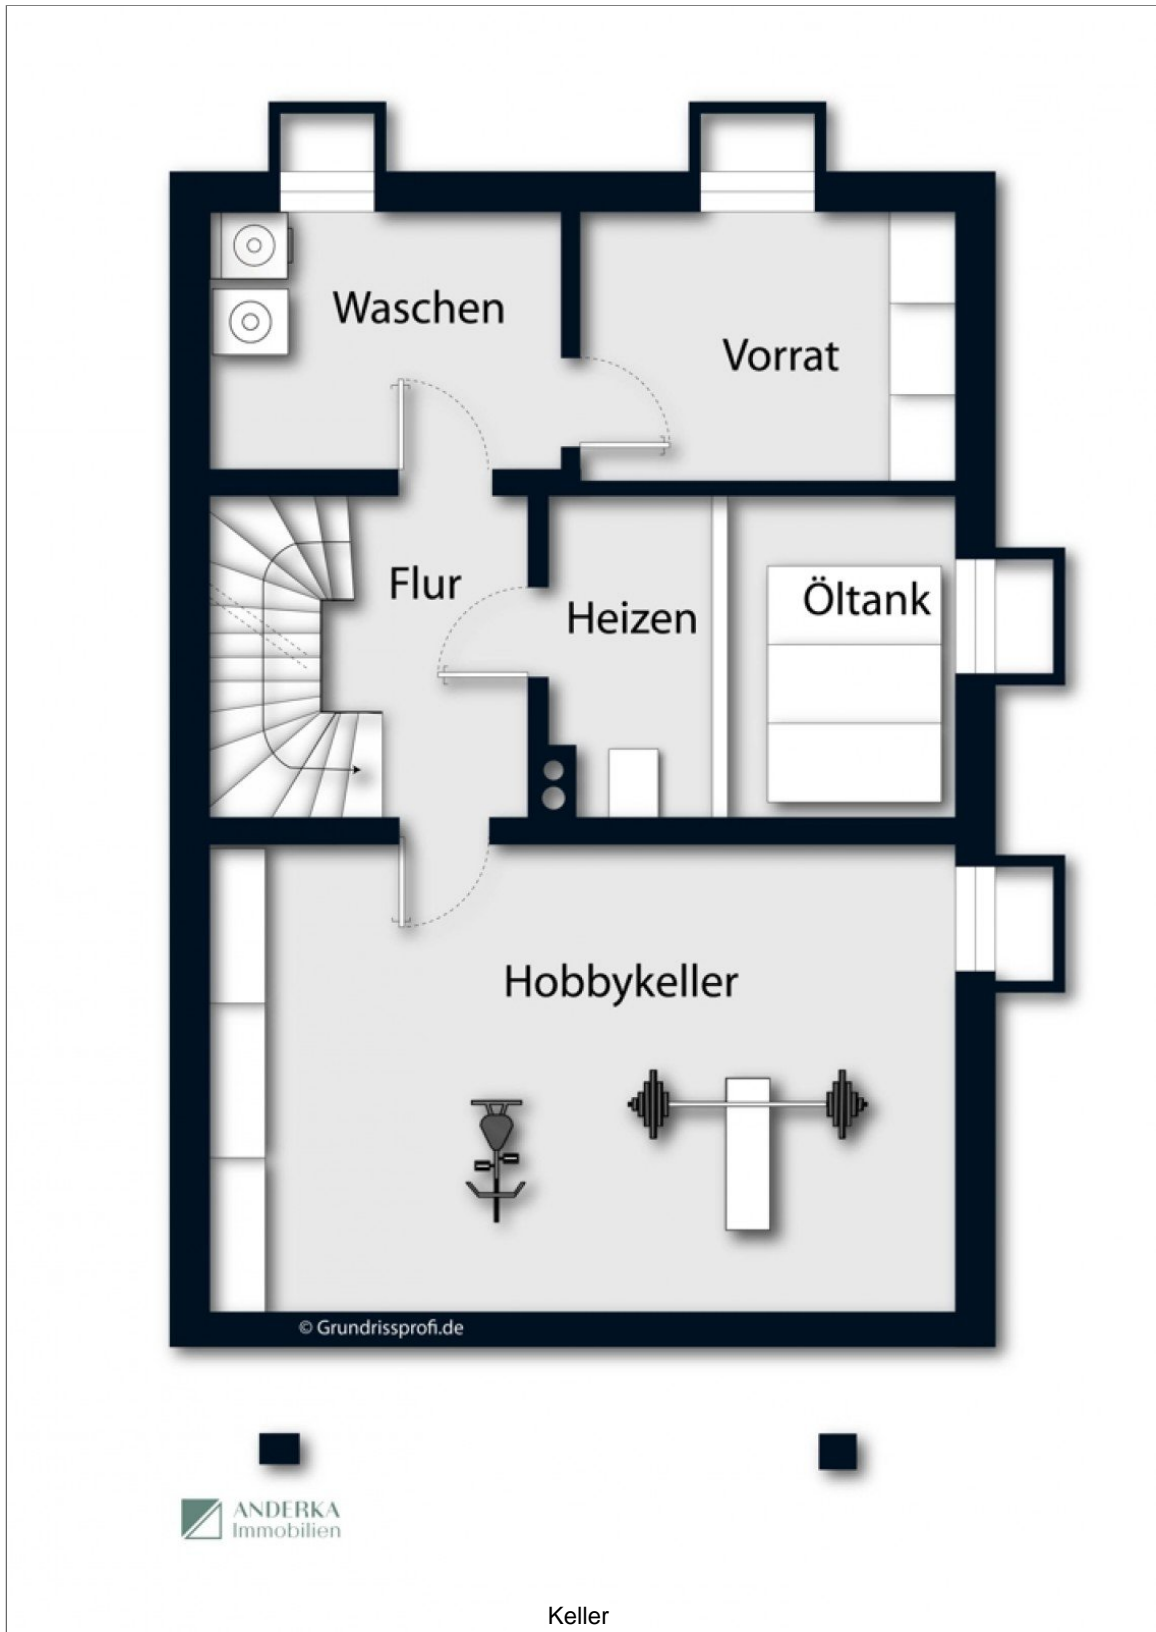 Waschen
Vorrat
Flur
Heizen
Öltank
Hobbykeller
© Grundrissprofi.de
ANDERKA
Immobilien
Keller